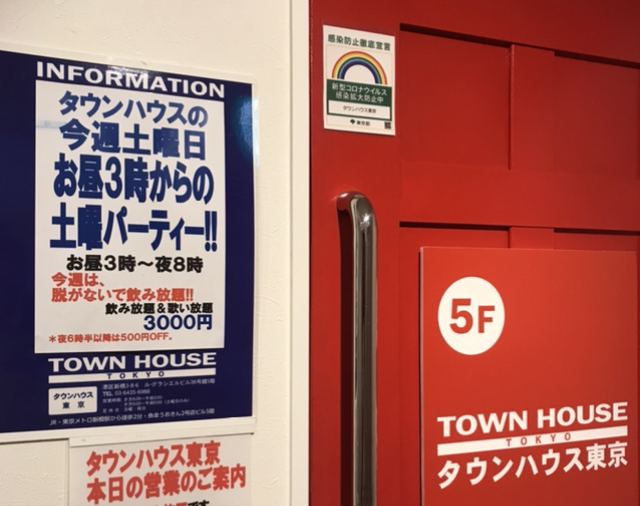 INFORMATION
タウンハウスの
今週土曜日
お昼3時からの
土曜パーティー!!
お昼3時〜夜8時
今週は、
脱がないで飲み放題!!
飲み放題&歌い放題
3000円
*夜6時半以降は500円OFF。
TOWN HOUSE
TOKYO
タウンハウス
東京
TEL
タウンハウス東京
本日の営業のご案内
感染防止徹底宣言
新型コロナウイルス
感染拡大防止中
タウンハウス東京
東京都
5F
TOWN HOUSE
TOKYO
タウンハウス東京